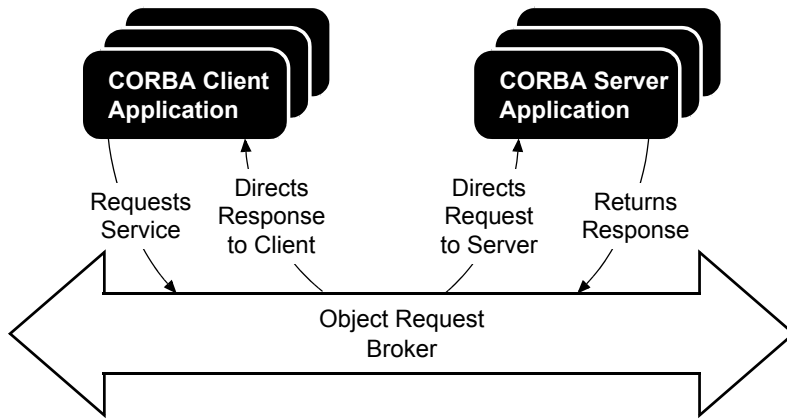 CORBA Client
Application
CORBA Server
Application
Requests
Service
Directs
Response
to Client
Directs
Request
to Server
Returns
Response
Object Request
Broker